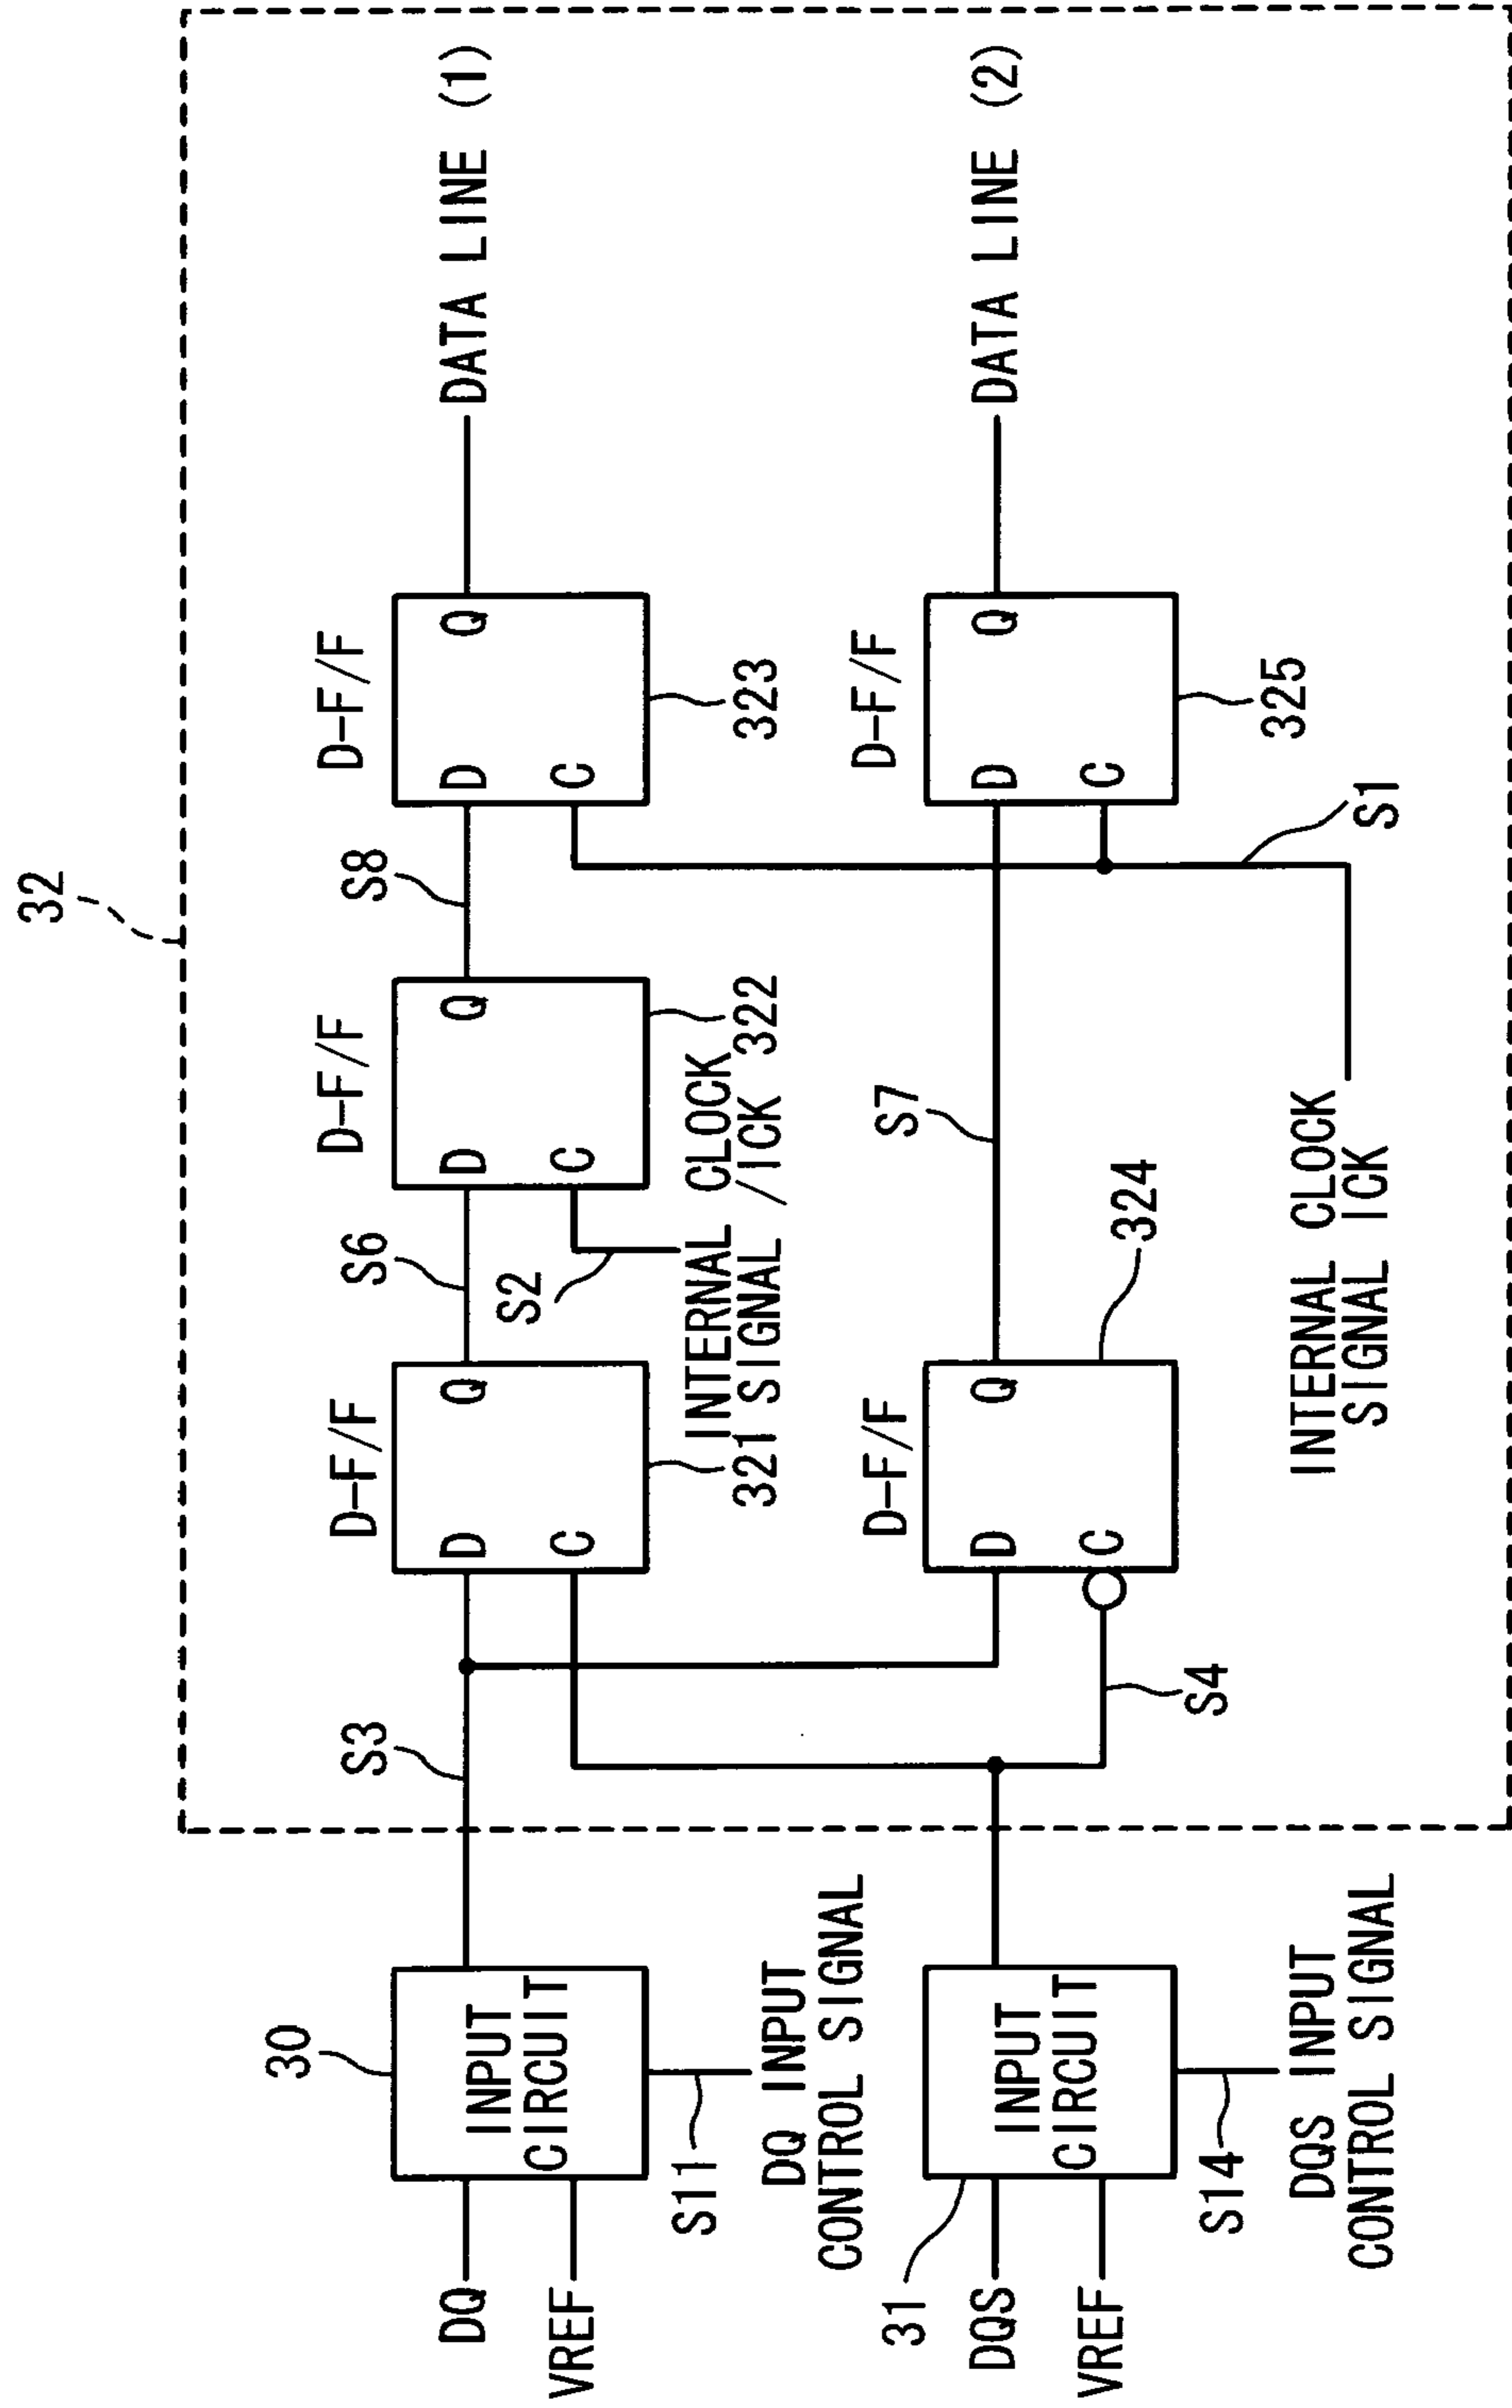 32
30
DQ
VREF
INPUT
CIRCUIT
S11
DQ INPUT
CONTROL SIGNAL
S3
D-F/F
D
C
Q
321
S6
S2
INTERNAL CLOCK
SIGNAL /ICK
D-F/F
D
C
Q
322
S8
D-F/F
D
C
Q
323
DATA LINE (1)
31
DQS
VREF
INPUT
CIRCUIT
S14
DQS INPUT
CONTROL SIGNAL
S4
D-F/F
D
C
Q
324
S7
INTERNAL CLOCK
SIGNAL ICK
S1
D-F/F
D
C
Q
325
DATA LINE (2)